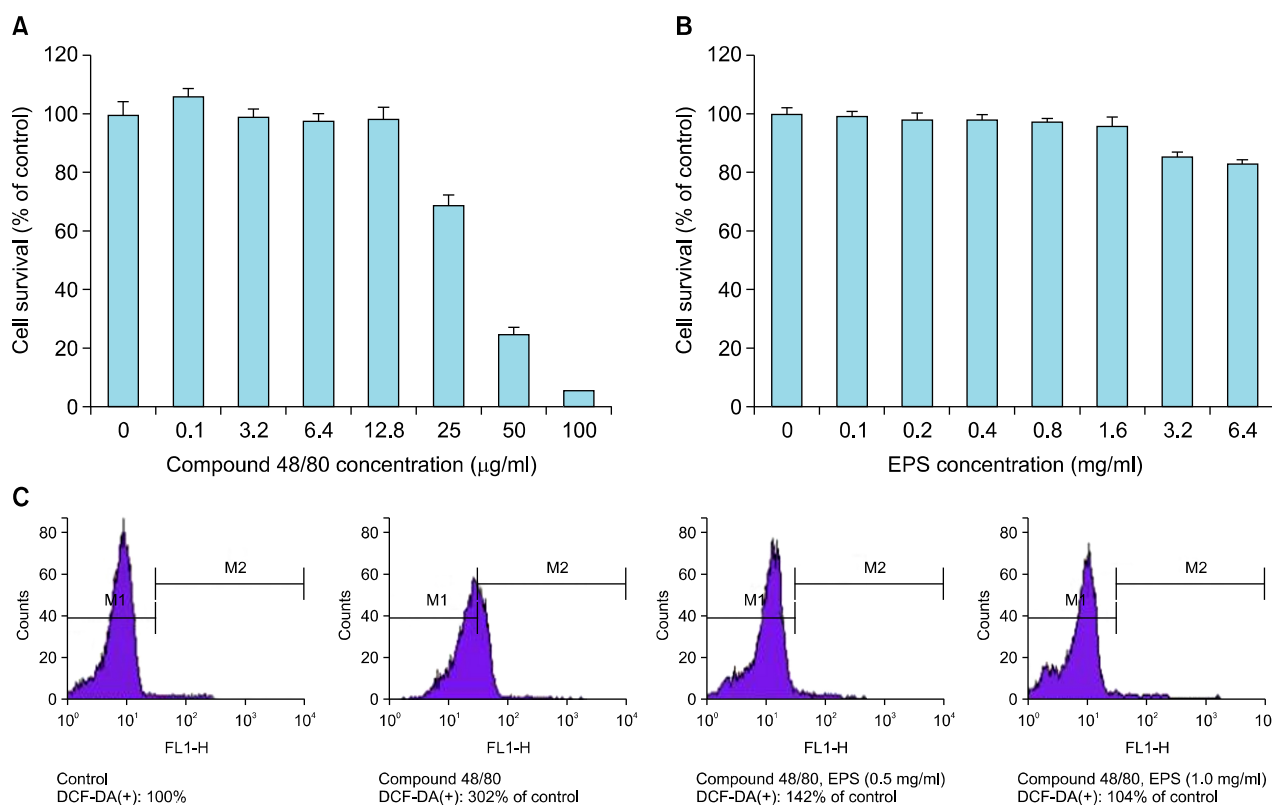 A
120
100
80
60
40
20
0
Cell survival (% of control)
0 0.1 3.2 6.4 12.8 25 50 100
Compound 48/80 concentration (μg/ml)
B
120
100
80
60
40
20
0
Cell survival (% of control)
0 0.1 0.2 0.4 0.8 1.6 3.2 6.4
EPS concentration (mg/ml)
C
80
60
40
20
0
Counts
M1
M2
10⁰ 10¹ 10² 10³ 10⁴
FL1-H
Control
DCF-DA(+): 100%
80
60
40
20
0
Counts
M1
M2
10⁰ 10¹ 10² 10³ 10⁴
FL1-H
Compound 48/80
DCF-DA(+): 302% of control
80
60
40
20
0
Counts
M1
M2
10⁰ 10¹ 10² 10³ 10⁴
FL1-H
Compound 48/80, EPS (0.5 mg/ml)
DCF-DA(+): 142% of control
80
60
40
20
0
Counts
M1
M2
10⁰ 10¹ 10² 10³ 10
FL1-H
Compound 48/80, EPS (1.0 mg/ml)
DCF-DA(+): 104% of control